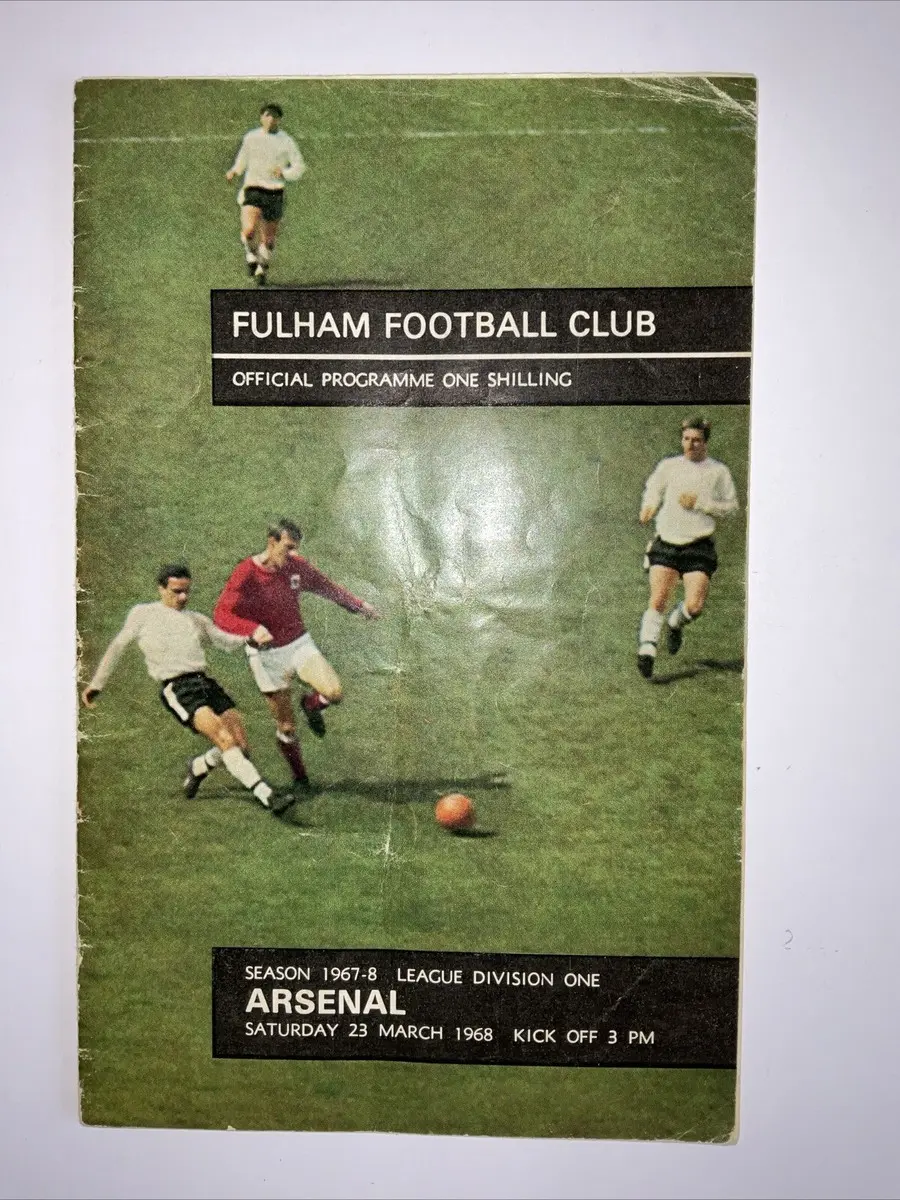 FULHAM FOOTBALL CLUB
OFFICIAL PROGRAMME ONE SHILLING
SEASON 1967-8 LEAGUE DIVISION ONE
ARSENAL
SATURDAY 23 MARCH 1968 KICK OFF 3 PM